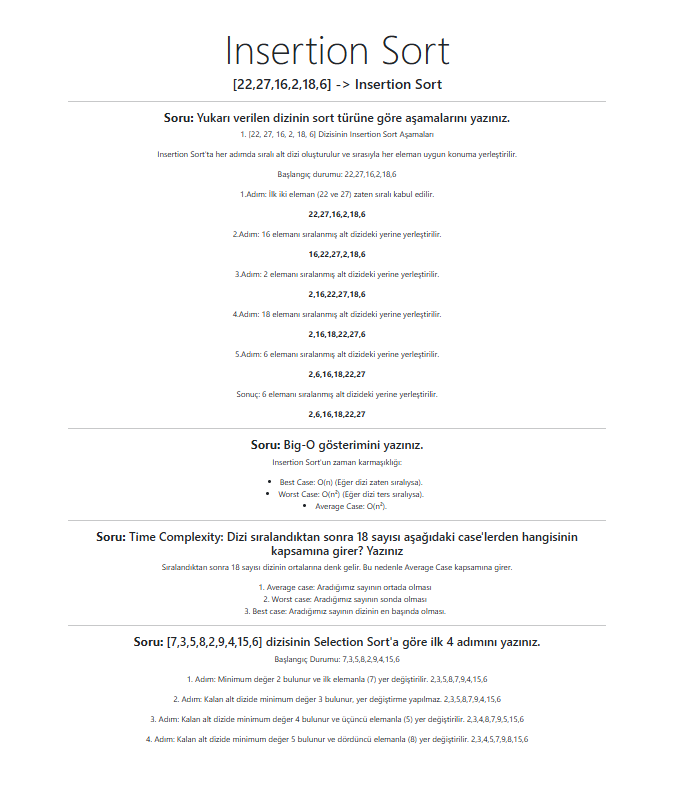 Insertion Sort
[22,27,16,2,18,6] -> Insertion Sort
Soru: Yukarı verilen dizinin sort türüne göre aşamalarını yazınız.
1. [22, 27, 16, 2, 18, 6] Dizisinin Insertion Sort Aşamaları
Insertion Sort'ta her adımda sıralı alt dizi oluşturulur ve sırasıyla her eleman uygun konuma yerleştirilir.
Başlangıç durumu: 22,27,16,2,18,6
1.Adım: İlk iki eleman (22 ve 27) zaten sıralı kabul edilir.
22,27,16,2,18,6
2.Adım: 16 elemanı sıralanmış alt dizideki yerine yerleştirilir.
16,22,27,2,18,6
3.Adım: 2 elemanı sıralanmış alt dizideki yerine yerleştirilir.
2,16,22,27,18,6
4.Adım: 18 elemanı sıralanmış alt dizideki yerine yerleştirilir.
2,16,18,22,27,6
5.Adım: 6 elemanı sıralanmış alt dizideki yerine yerleştirilir.
2,6,16,18,22,27
Sonuç: 6 elemanı sıralanmış alt dizideki yerine yerleştirilir.
2,6,16,18,22,27
Soru: Big-O gösterimini yazınız.
Insertion Sort'un zaman karmaşıklığı:
• Best Case: O(n) (Eğer dizi zaten sıralıysa).
• Worst Case: O(n²) (Eğer dizi ters sıralıysa).
• Average Case: O(n²).
Soru: Time Complexity: Dizi sıralandıktan sonra 18 sayısı aşağıdaki case'lerden hangisinin
kapsamına girer? Yazınız
Sıralandıktan sonra 18 sayısı dizinin ortalarına denk gelir. Bu nedenle Average Case kapsamına girer.
1. Average case: Aradığımız sayının ortada olması
2. Worst case: Aradığımız sayının sonda olması
3. Best case: Aradığımız sayının dizinin en başında olması.
Soru: [7,3,5,8,2,9,4,15,6] dizisinin Selection Sort'a göre ilk 4 adımını yazınız.
Başlangıç Durumu: 7,3,5,8,2,9,4,15,6
1. Adım: Minimum değer 2 bulunur ve ilk elemanla (7) yer değiştirilir. 2,3,5,8,7,9,4,15,6
2. Adım: Kalan alt dizide minimum değer 3 bulunur, yer değiştirme yapılmaz. 2,3,5,8,7,9,4,15,6
3. Adım: Kalan alt dizide minimum değer 4 bulunur ve üçüncü elemanla (5) yer değiştirilir. 2,3,4,8,7,9,5,15,6
4. Adım: Kalan alt dizide minimum değer 5 bulunur ve dördüncü elemanla (8) yer değiştirilir. 2,3,4,5,7,9,8,15,6